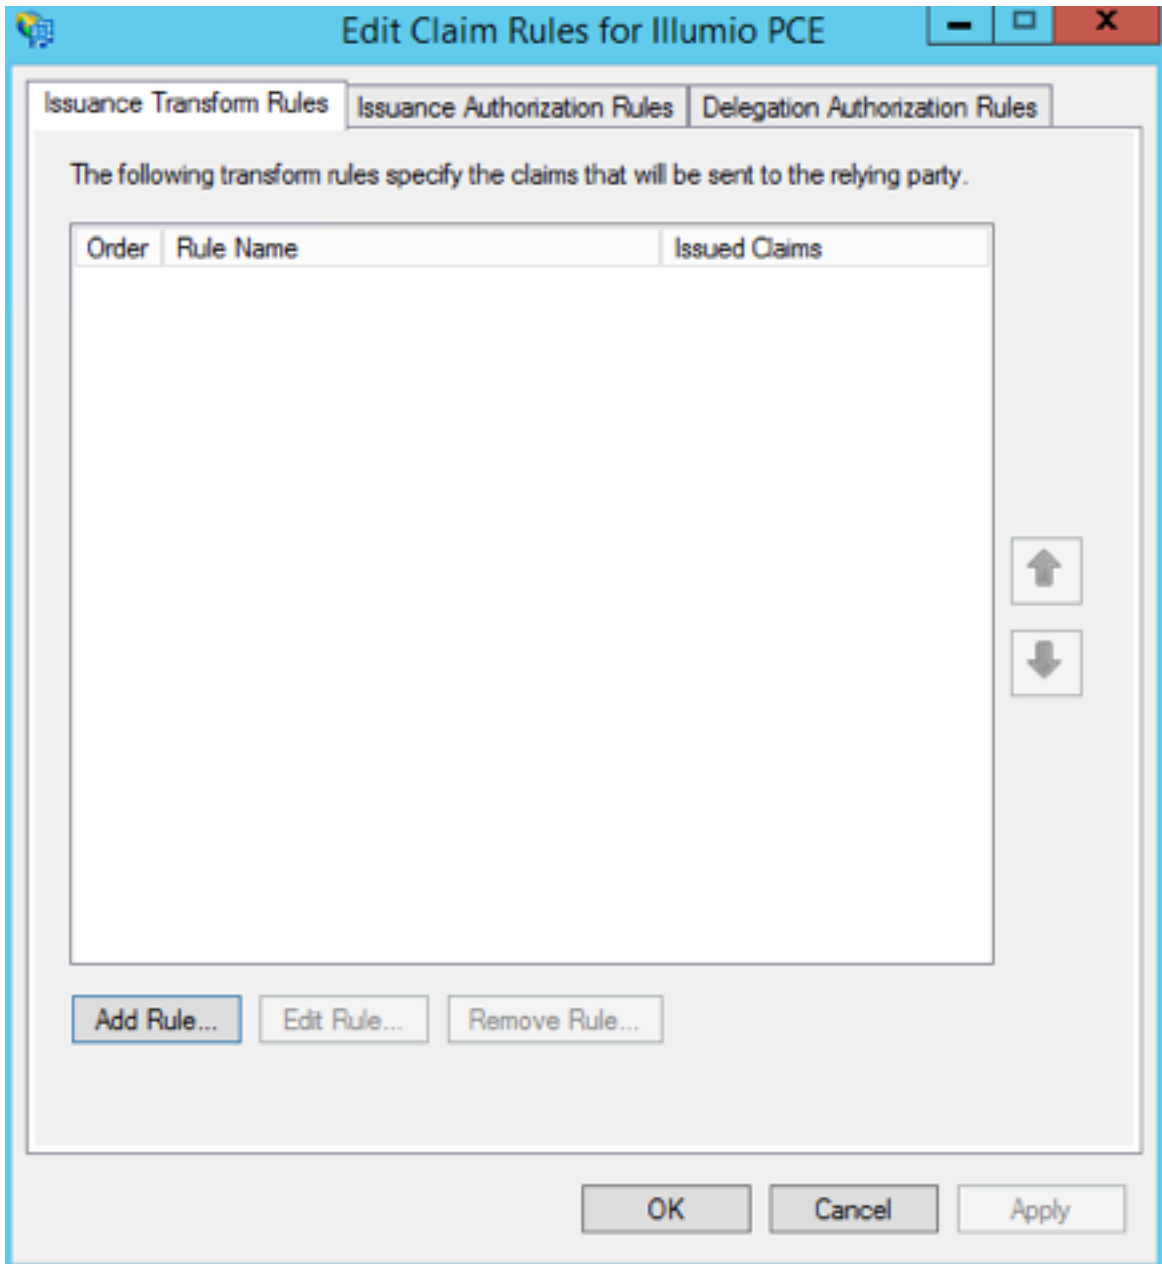 Edit Claim Rules for Illumio PCE
Issuance Transform Rules Issuance Authorization Rules Delegation Authorization Rules
The following transform rules specify the claims that will be sent to the relying party.
Order Rule Name Issued Claims
Add Rule... Edit Rule... Remove Rule...
OK Cancel Apply